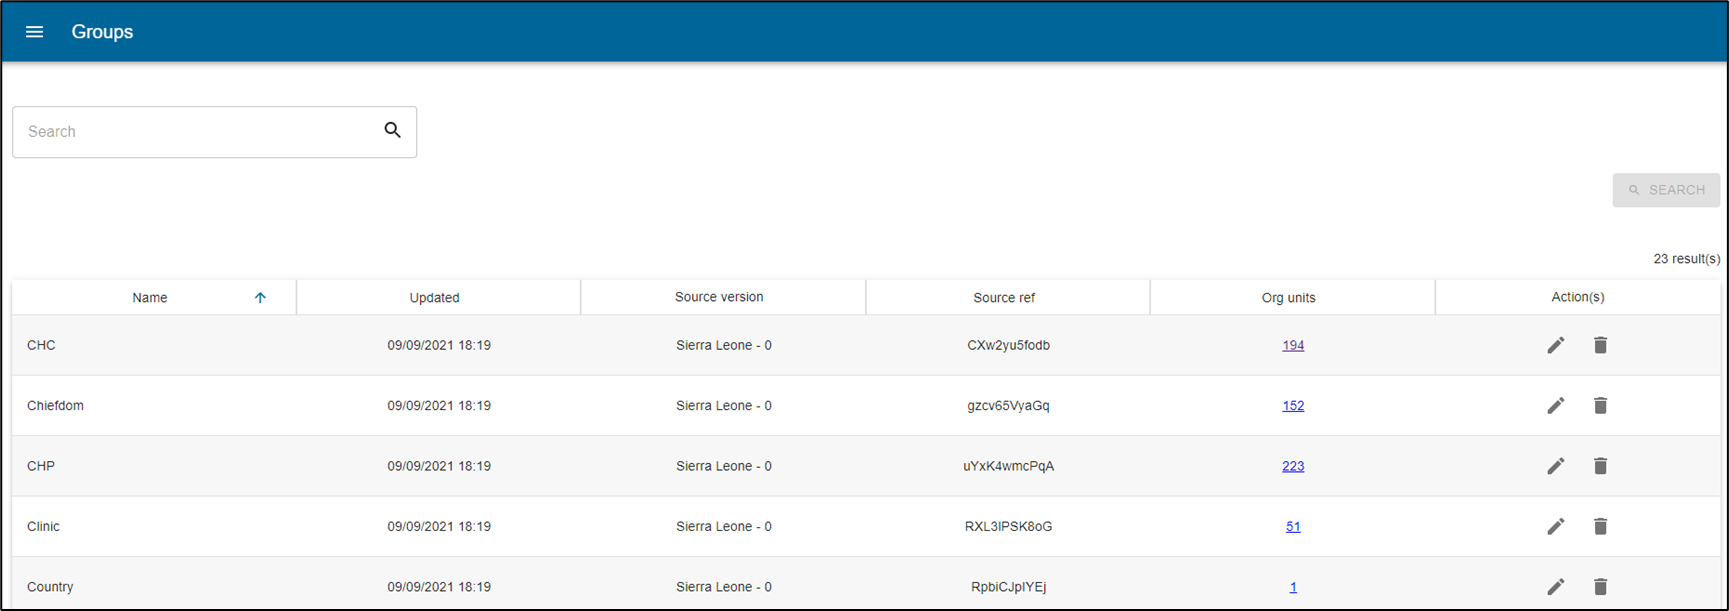 Groups
Search
SEARCH
23 result(s)
Name Updated Source version Source ref Org units Action(s)
CHC 09/09/2021 18:19 Sierra Leone - 0 CXw2yu5fodb 194
Chiefdom 09/09/2021 18:19 Sierra Leone - 0 gzcv65VyaGq 152
CHP 09/09/2021 18:19 Sierra Leone - 0 uYxK4wmcPqA 223
Clinic 09/09/2021 18:19 Sierra Leone - 0 RXL3lPSK8oG 51
Country 09/09/2021 18:19 Sierra Leone - 0 RpbiCJpIYEj 1